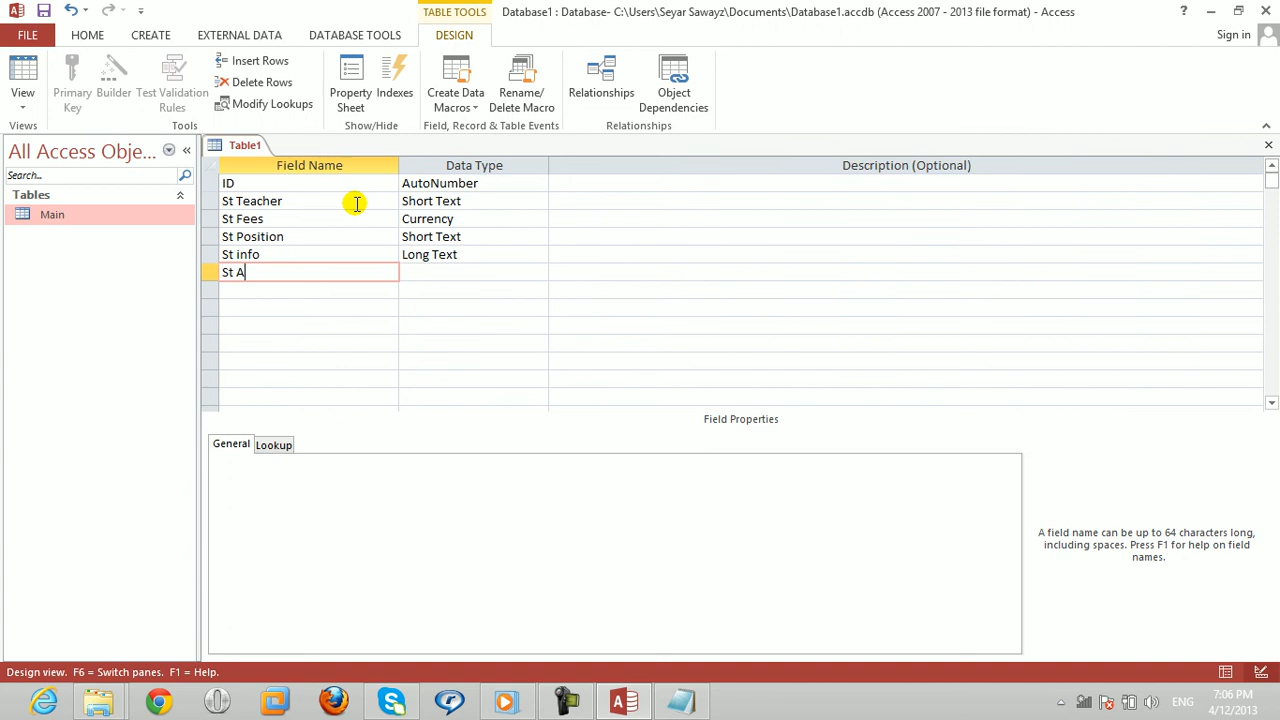 TABLE TOOLS
Database1 : Database- C:\Users\Seyar Sawayz\Documents\Database1.accdb (Access 2007 - 2013 file format) - Access
FILE HOME CREATE EXTERNAL DATA DATABASE TOOLS DESIGN Sign in
View
Primary Key
Builder
Test Validation Rules
Insert Rows
Delete Rows
Modify Lookups
Property Sheet
Indexes
Create Data Macros
Rename/ Delete Macro
Relationships
Object Dependencies
Views Tools Show/Hide Field, Record & Table Events Relationships
All Access Obje...
Search...
Tables
Main
Table1
Field Name Data Type Description (Optional)
ID AutoNumber
St Teacher Short Text
St Fees Currency
St Position Short Text
St info Long Text
St A
Field Properties
General Lookup
A field name can be up to 64 characters long,
including spaces. Press F1 for help on field
names.
Design view. F6 = Switch panes. F1 = Help.
ENG
7:06 PM
4/12/2013